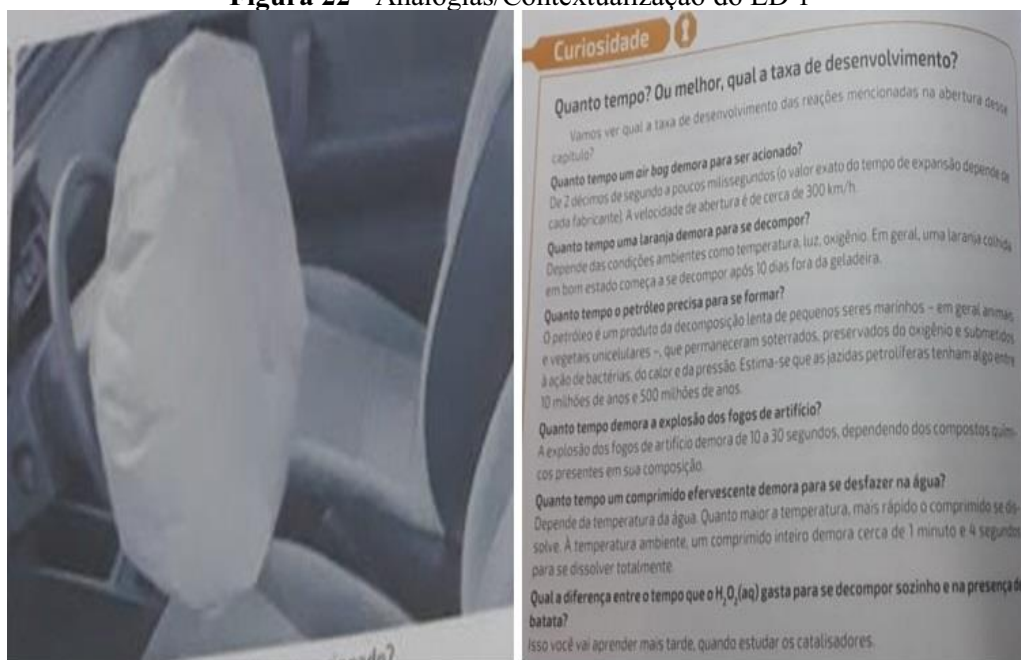 Figura 22 - Analogias/Contextualização do LD 1
Curiosidade
Quanto tempo? Ou melhor, qual a taxa de desenvolvimento?
Vamos ver qual a taxa de desenvolvimento das reações mencionadas na abertura desse
capítulo?
Quanto tempo um air bag demora para ser acionado?
De 2 décimos de segundo a poucos milissegundos (o valor exato do tempo de expansão depende de
cada fabricante). A velocidade de abertura é de cerca de 300 km/h.
Quanto tempo uma laranja demora para se decompor?
Depende das condições ambientes como temperatura, luz, oxigênio. Em geral, uma laranja colhida
em bom estado começa a se decompor após 10 dias fora da geladeira.
Quanto tempo o petróleo precisa para se formar?
O petróleo é um produto da decomposição lenta de pequenos seres marinhos – em geral animais
e vegetais unicelulares –, que permaneceram soterrados, preservados do oxigênio e submetidos
à ação de bactérias, do calor e da pressão. Estima-se que as jazidas petrolíferas tenham algo entre
10 milhões de anos e 500 milhões de anos.
Quanto tempo demora a explosão dos fogos de artifício?
A explosão dos fogos de artifício demora de 10 a 30 segundos, dependendo dos compostos quími-
cos presentes em sua composição.
Quanto tempo um comprimido efervescente demora para se desfazer na água?
Depende da temperatura da água. Quanto maior a temperatura, mais rápido o comprimido se dis-
solve. À temperatura ambiente, um comprimido inteiro demora cerca de 1 minuto e 4 segundos
para se dissolver totalmente.
Qual a diferença entre o tempo que o H₂O₂(aq) gasta para se decompor sozinho e na presença de
batata?
Isso você vai aprender mais tarde, quando estudar os catalisadores.